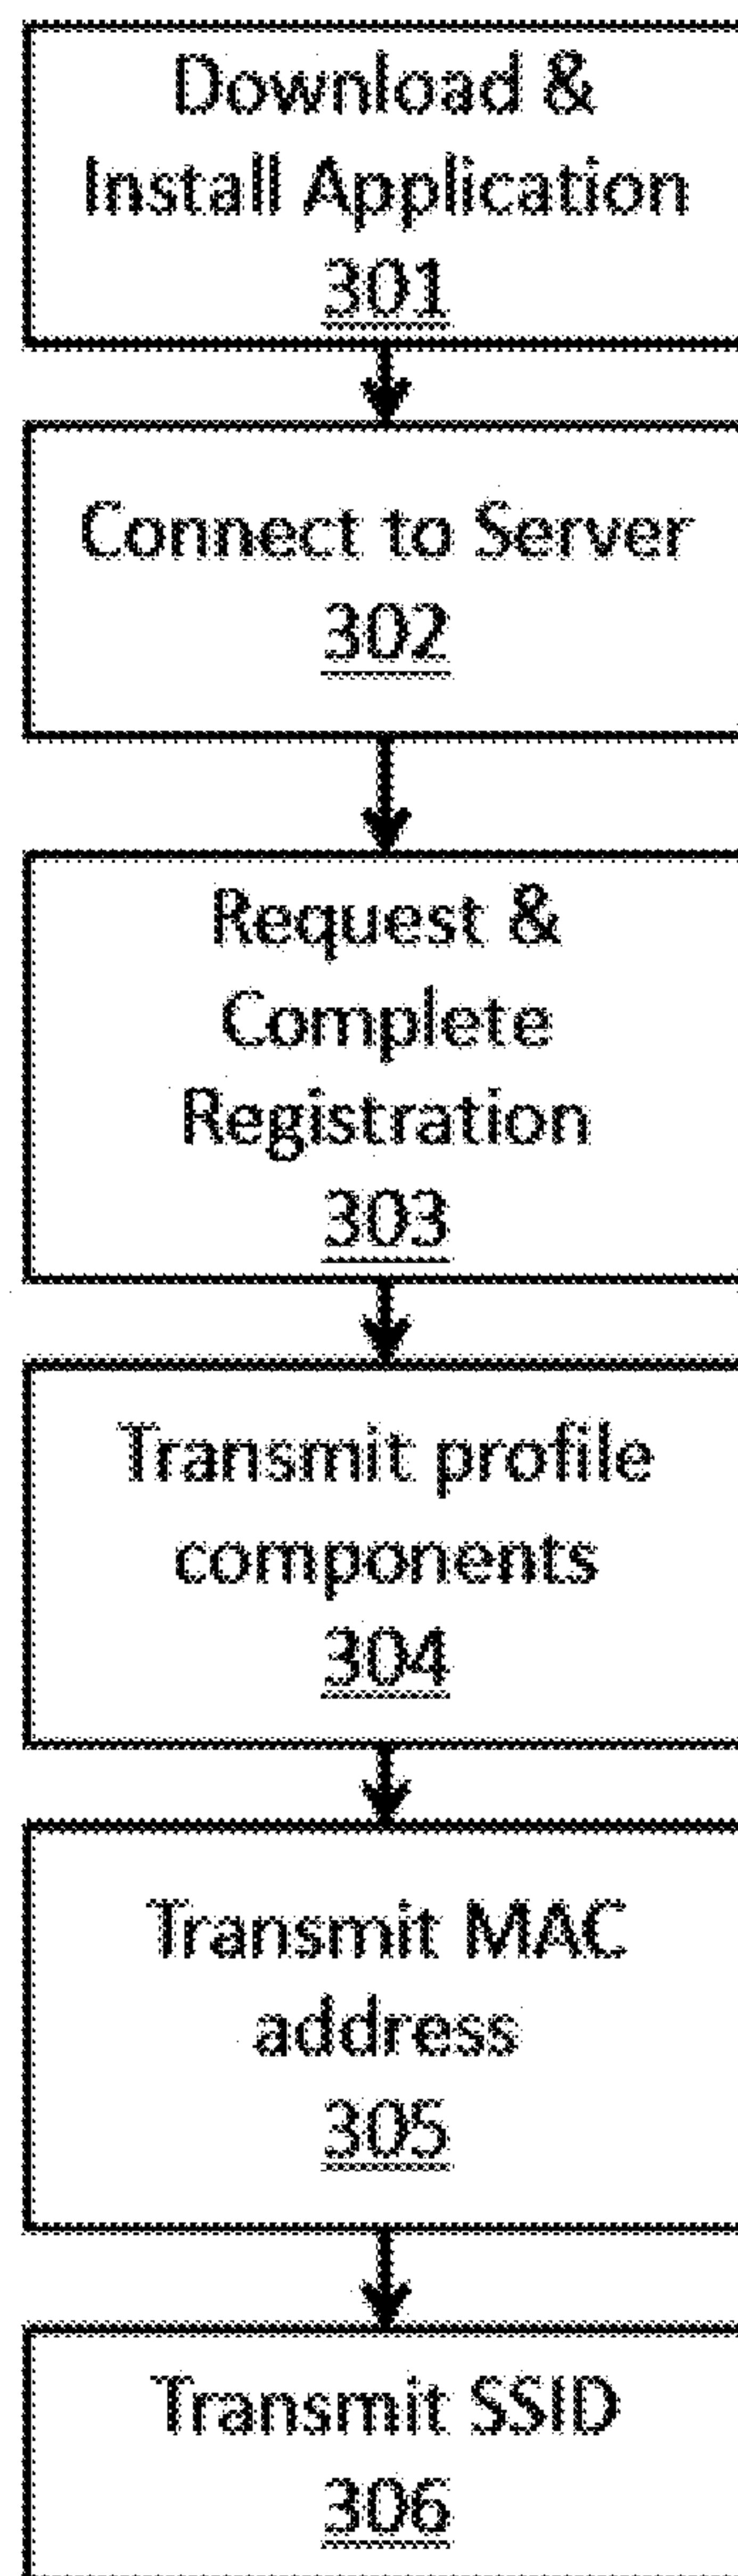 Download &
Install Application
301
Connect to Server
302
Request &
Complete
Registration
303
Transmit profile
components
304
Transmit MAC
address
305
Transmit SSID
306